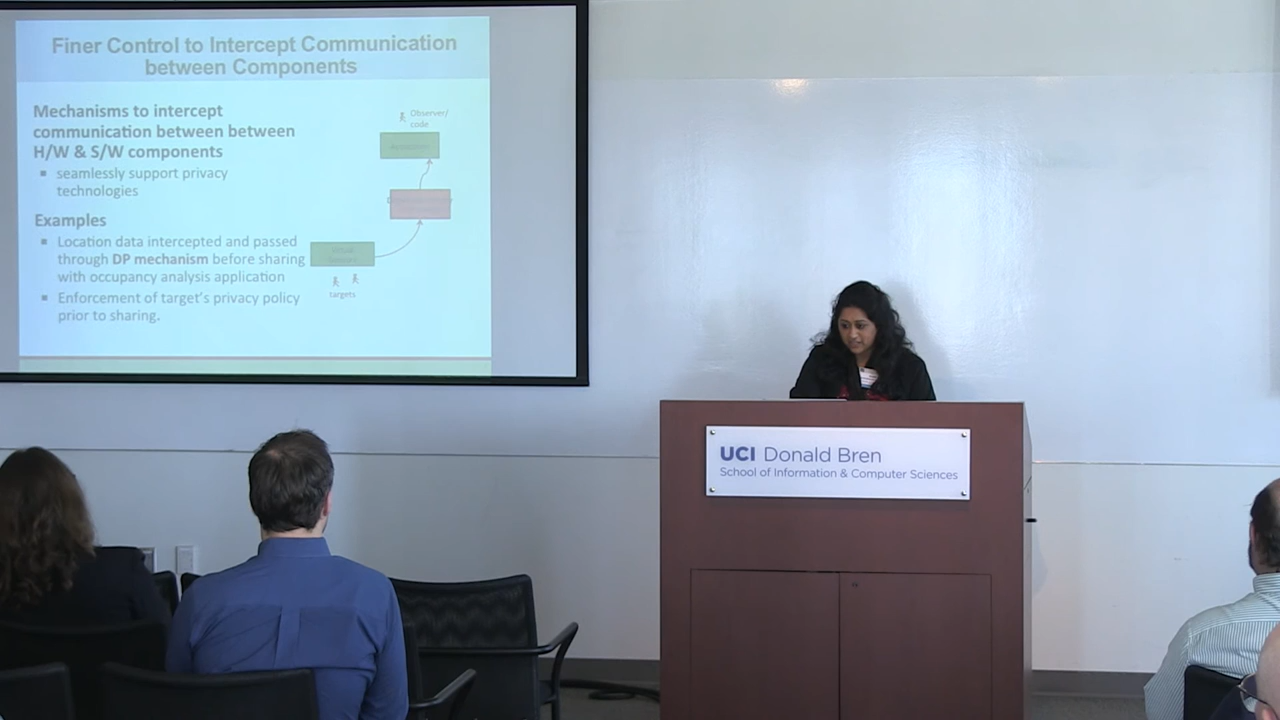 Finer Control to Intercept Communication
between Components
Mechanisms to intercept
communication between between
H/W & S/W components
▪ seamlessly support privacy
technologies
Examples
▪ Location data intercepted and passed
through DP mechanism before sharing
with occupancy analysis application
▪ Enforcement of target's privacy policy
prior to sharing.
Observer/
code
targets
UCI Donald Bren
School of Information & Computer Sciences